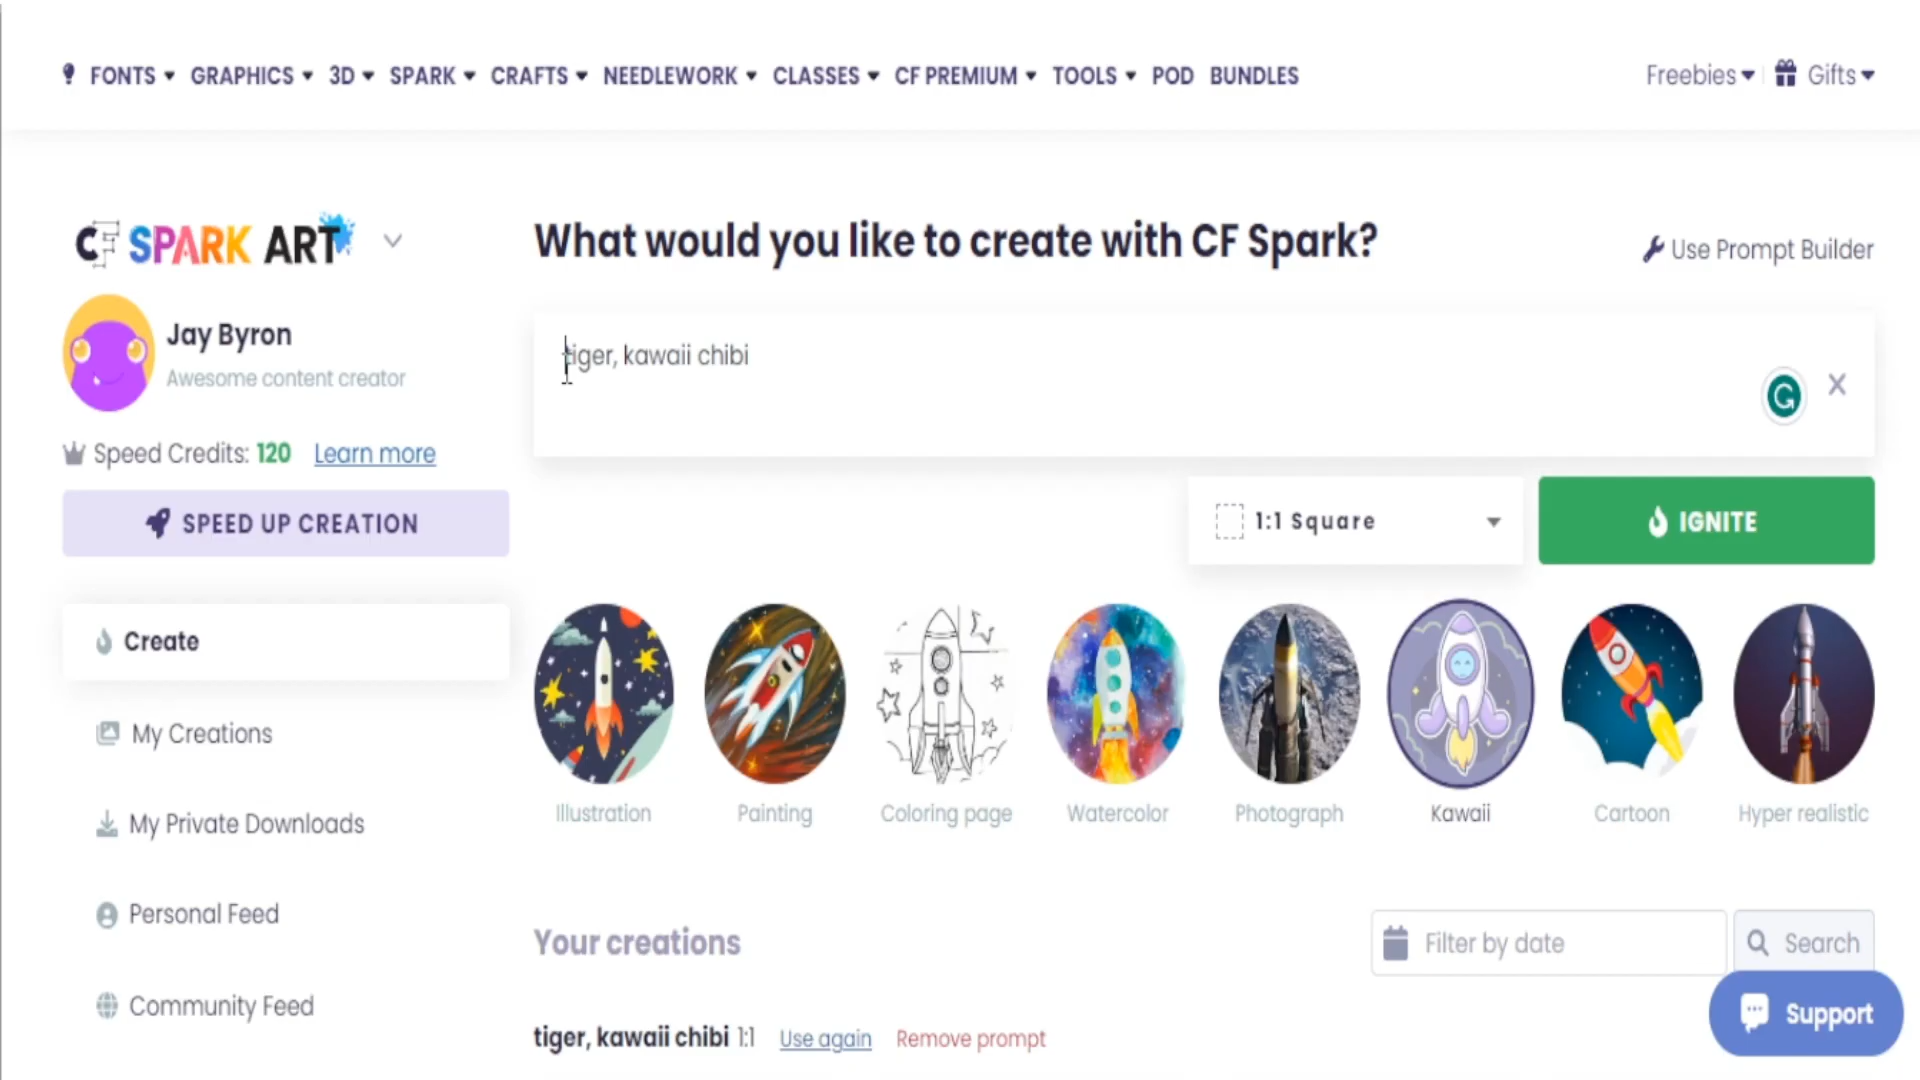 FONTS GRAPHICS 3D SPARK CRAFTS NEEDLEWORK CLASSES CF PREMIUM TOOLS POD BUNDLES Freebies Gifts
CF SPARK ART
What would you like to create with CF Spark?
Use Prompt Builder
Jay Byron
Awesome content creator
tiger, kawaii chibi
Speed Credits: 120 Learn more
SPEED UP CREATION
1:1 Square
IGNITE
Create
My Creations
My Private Downloads
Personal Feed
Community Feed
Illustration Painting Coloring page Watercolor Photograph Kawaii Cartoon Hyper realistic
Your creations
Filter by date
Search
tiger, kawaii chibi 1:1 Use again Remove prompt
Support